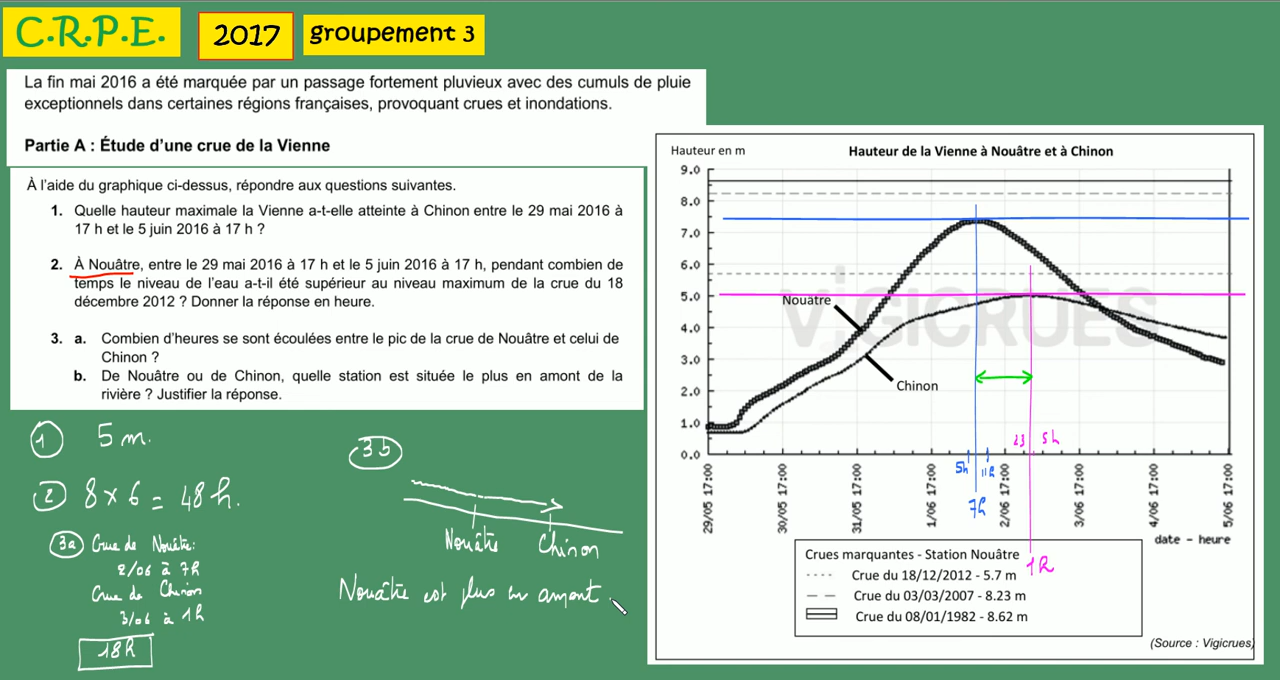 C.R.P.E.
2017
groupement 3
La fin mai 2016 a été marquée par un passage fortement pluvieux avec des cumuls de pluie
exceptionnels dans certaines régions françaises, provoquant crues et inondations.
Partie A : Étude d'une crue de la Vienne
À l'aide du graphique ci-dessus, répondre aux questions suivantes.
1. Quelle hauteur maximale la Vienne a-t-elle atteinte à Chinon entre le 29 mai 2016 à
17 h et le 5 juin 2016 à 17 h ?
2. À Nouâtre, entre le 29 mai 2016 à 17 h et le 5 juin 2016 à 17 h, pendant combien de
temps le niveau de l'eau a-t-il été supérieur au niveau maximum de la crue du 18
décembre 2012 ? Donner la réponse en heure.
3. a. Combien d'heures se sont écoulées entre le pic de la crue de Nouâtre et celui de
Chinon ?
b. De Nouâtre ou de Chinon, quelle station est située le plus en amont de la
rivière ? Justifier la réponse.
1 5 m.
2 8 x 6 = 48 h.
3a Crue de Nouâtre:
2/06 à 7h
Crue de Chinon
3/06 à 1h
18h
3b
Nouâtre Chinon
Nouâtre est plus en amont.
Hauteur en m
Hauteur de la Vienne à Nouâtre et à Chinon
9.0
8.0
7.0
6.0
5.0
4.0
3.0
2.0
1.0
0.0
VIGICRUES
Nouatre
Chinon
23 5h
5h 11h
7h
1h
29/05 17:00
30/05 17:00
31/05 17:00
1/06 17:00
2/06 17:00
3/06 17:00
4/06 17:00
5/06 17:00
date - heure
Crues marquantes - Station Nouâtre
Crue du 18/12/2012 - 5.7 m
Crue du 03/03/2007 - 8.23 m
Crue du 08/01/1982 - 8.62 m
(Source : Vigicrues)